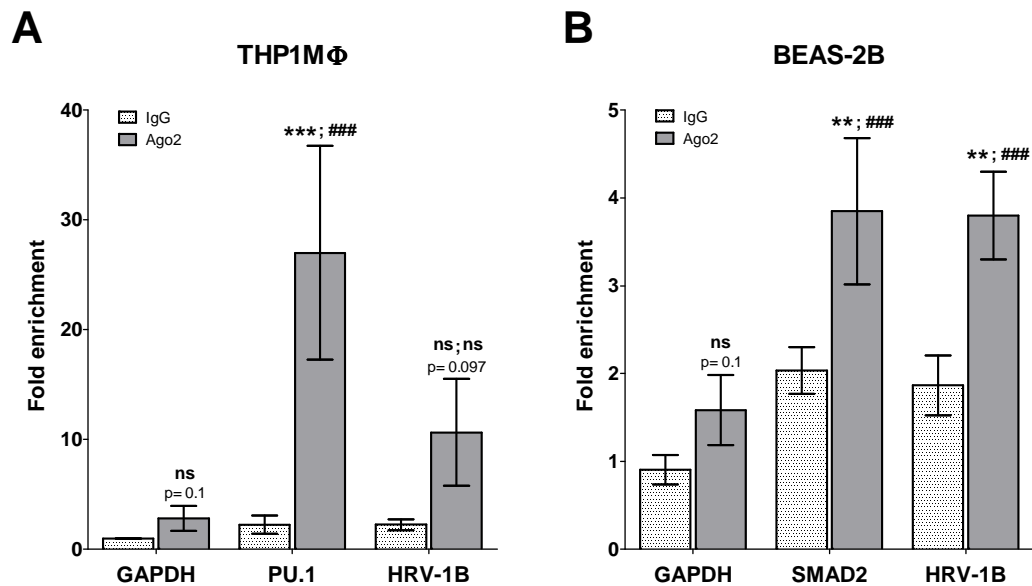 A
THP1MΦ
Fold enrichment
40
30
20
10
0
IgG
Ago2
ns
p= 0.1
***; ###
ns; ns
p= 0.097
GAPDH
PU.1
HRV-1B
B
BEAS-2B
Fold enrichment
5
4
3
2
1
0
IgG
Ago2
ns
p= 0.1
**; ###
**; ###
GAPDH
SMAD2
HRV-1B